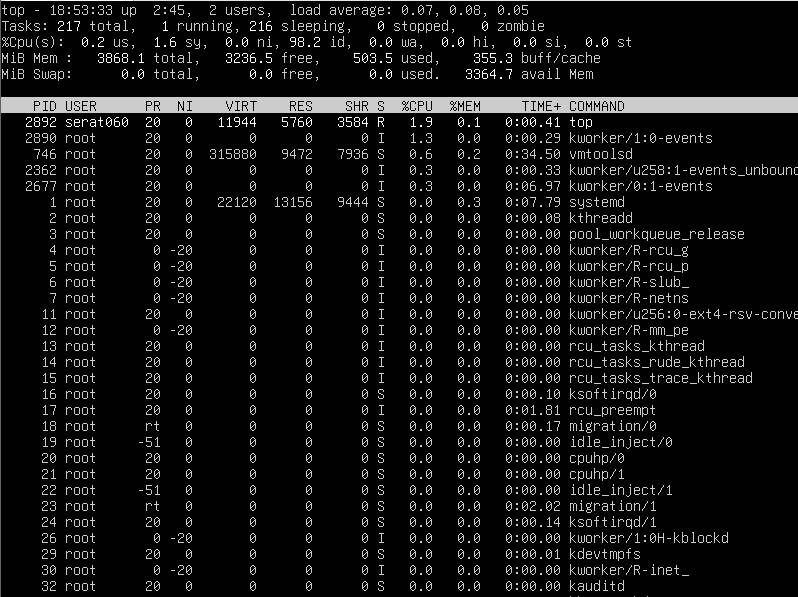 top - 18:53:33 up  2:45,  2 users,  load average: 0.07, 0.08, 0.05
Tasks: 217 total,   1 running, 216 sleeping,   0 stopped,   0 zombie
%Cpu(s):  0.2 us,  1.6 sy,  0.0 ni, 98.2 id,  0.0 wa,  0.0 hi,  0.0 si,  0.0 st
MiB Mem :   3868.1 total,   3236.5 free,    503.5 used,    355.3 buff/cache
MiB Swap:      0.0 total,      0.0 free,      0.0 used.   3364.7 avail Mem
    PID USER      PR  NI    VIRT    RES    SHR S  %CPU  %MEM     TIME+ COMMAND
   2892 serat060  20   0   11944   5760   3584 R   1.9   0.1   0:00.41 top
   2890 root      20   0       0      0      0 I   1.3   0.0   0:00.29 kworker/1:0-events
    746 root      20   0  315880   9472   7936 S   0.6   0.2   0:34.50 vmtoolsd
   2362 root      20   0       0      0      0 I   0.3   0.0   0:00.33 kworker/u258:1-events_unbound
   2677 root      20   0       0      0      0 I   0.3   0.0   0:06.97 kworker/0:1-events
      1 root      20   0   22120  13156   9444 S   0.0   0.3   0:07.79 systemd
      2 root      20   0       0      0      0 S   0.0   0.0   0:00.08 kthreadd
      3 root      20   0       0      0      0 S   0.0   0.0   0:00.00 pool_workqueue_release
      4 root       0 -20       0      0      0 I   0.0   0.0   0:00.00 kworker/R-rcu_g
      5 root       0 -20       0      0      0 I   0.0   0.0   0:00.00 kworker/R-rcu_p
      6 root       0 -20       0      0      0 I   0.0   0.0   0:00.00 kworker/R-slub_
      7 root       0 -20       0      0      0 I   0.0   0.0   0:00.00 kworker/R-netns
     11 root      20   0       0      0      0 I   0.0   0.0   0:00.00 kworker/u256:0-ext4-rsv-conve
     12 root       0 -20       0      0      0 I   0.0   0.0   0:00.00 kworker/R-mm_pe
     13 root      20   0       0      0      0 I   0.0   0.0   0:00.00 rcu_tasks_kthread
     14 root      20   0       0      0      0 I   0.0   0.0   0:00.00 rcu_tasks_rude_kthread
     15 root      20   0       0      0      0 I   0.0   0.0   0:00.00 rcu_tasks_trace_kthread
     16 root      20   0       0      0      0 S   0.0   0.0   0:00.10 ksoftirqd/0
     17 root      20   0       0      0      0 I   0.0   0.0   0:01.81 rcu_preempt
     18 root      rt   0       0      0      0 S   0.0   0.0   0:00.17 migration/0
     19 root     -51   0       0      0      0 S   0.0   0.0   0:00.00 idle_inject/0
     20 root      20   0       0      0      0 S   0.0   0.0   0:00.00 cpuhp/0
     21 root      20   0       0      0      0 S   0.0   0.0   0:00.00 cpuhp/1
     22 root     -51   0       0      0      0 S   0.0   0.0   0:00.00 idle_inject/1
     23 root      rt   0       0      0      0 S   0.0   0.0   0:02.02 migration/1
     24 root      20   0       0      0      0 S   0.0   0.0   0:00.14 ksoftirqd/1
     26 root       0 -20       0      0      0 I   0.0   0.0   0:00.00 kworker/1:0H-kblockd
     29 root      20   0       0      0      0 S   0.0   0.0   0:00.01 kdevtmpfs
     30 root       0 -20       0      0      0 I   0.0   0.0   0:00.00 kworker/R-inet_
     32 root      20   0       0      0      0 S   0.0   0.0   0:00.00 kauditd